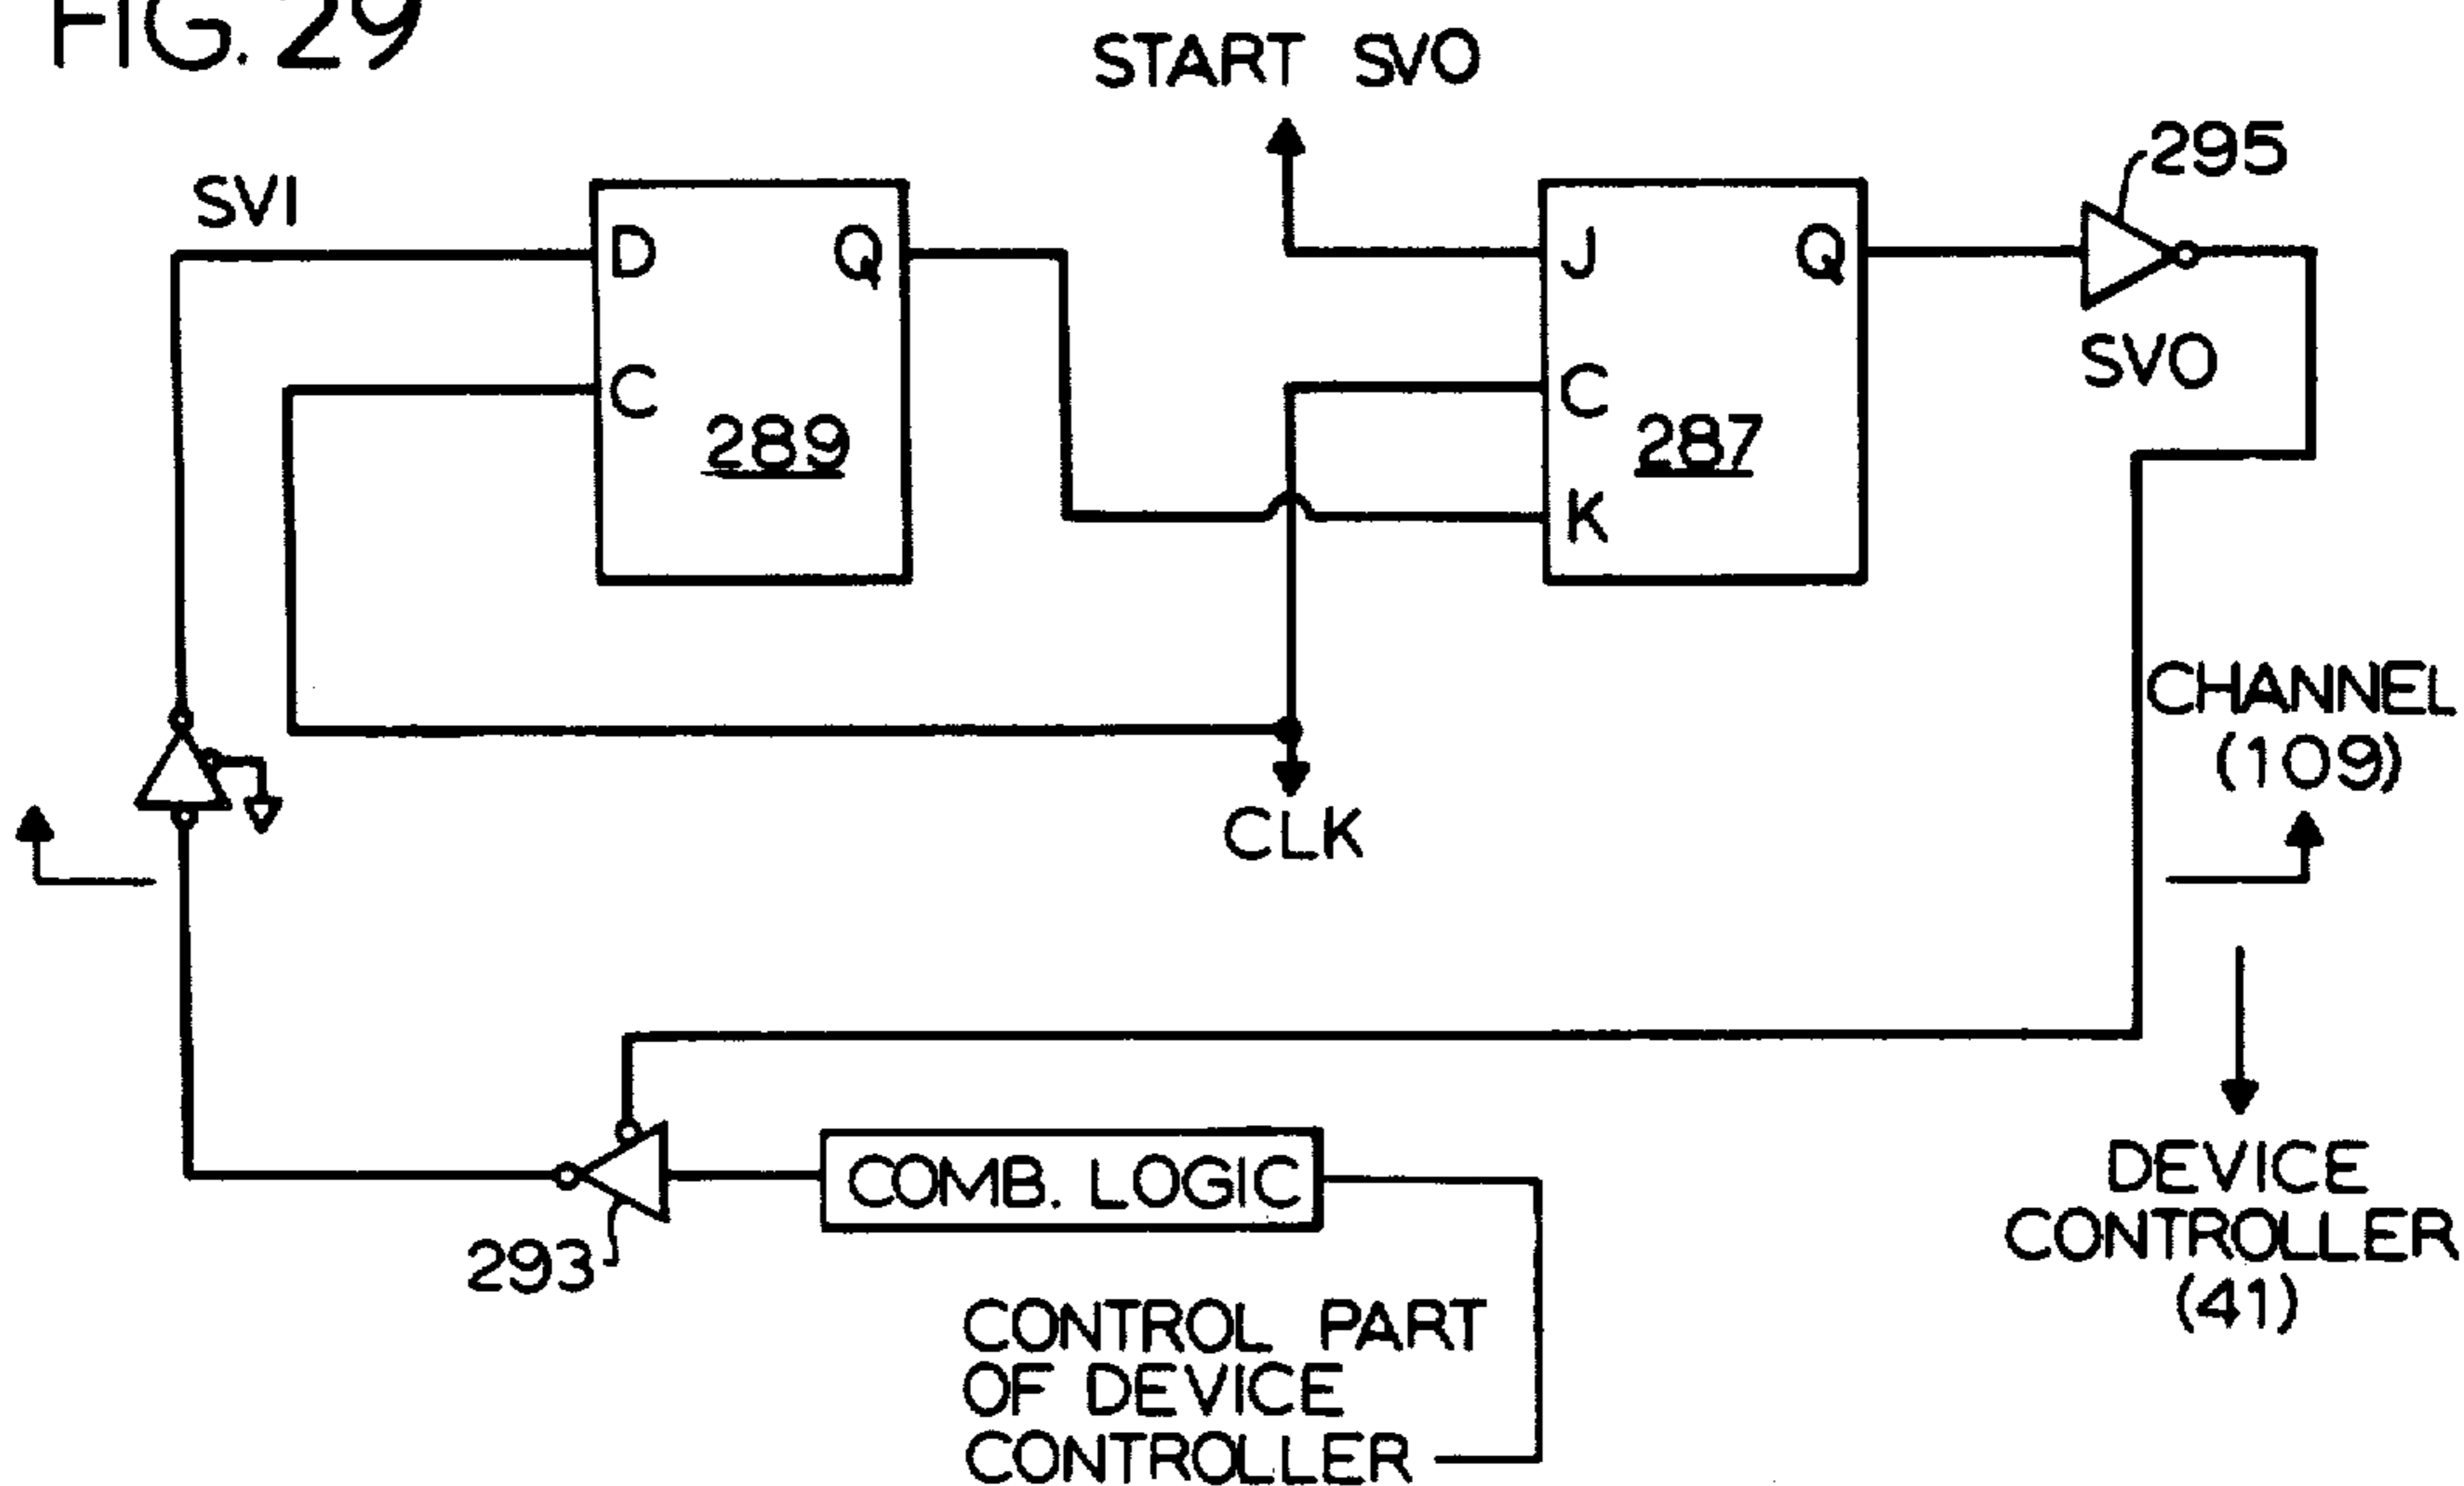 FIG. 29
START SVO
295
SVI
D
Q
J
Q
C
289
C
287
SVO
K
CHANNEL
(109)
CLK
COMB. LOGIC
DEVICE
CONTROLLER
(41)
293
CONTROL PART
OF DEVICE
CONTROLLER